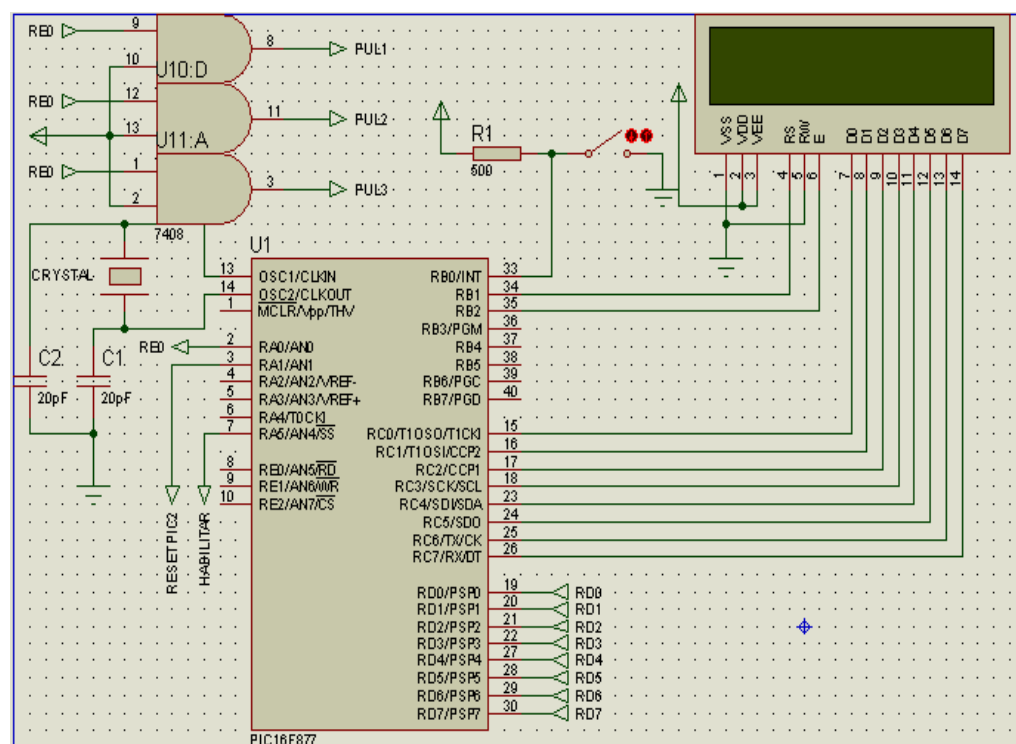 RE0 9 8 PUL1
10 U10:D
RE0 12 11 PUL2
13 U11:A
RE0 1 3 PUL3
2
7408
R1
500
VSS VDD VEE RS RW E D0 D1 D2 D3 D4 D5 D6 D7
1 2 3 4 5 6 7 8 9 10 11 12 13 14
CRYSTAL
C2 C1
20pF 20pF
U1
13 OSC1/CLKIN RB0/INT 33
14 OSC2/CLKOUT RB1 34
1 MCLR/Vpp/THV RB2 35
RB3/PGM 36
RE0 2 RA0/AN0 RB4 37
3 RA1/AN1 RB5 38
4 RA2/AN2/VREF- RB6/PGC 39
5 RA3/AN3/VREF+ RB7/PGD 40
6 RA4/T0CKI
7 RA5/AN4/SS RC0/T1OSO/T1CKI 15
RC1/T1OSI/CCP2 16
8 RE0/AN5/RD RC2/CCP1 17
9 RE1/AN6/WR RC3/SCK/SCL 18
10 RE2/AN7/CS RC4/SDI/SDA 23
RC5/SDO 24
RC6/TX/CK 25
RC7/RX/DT 26
RESETPIC2
HABILITAR
RD0/PSP0 19 RD0
RD1/PSP1 20 RD1
RD2/PSP2 21 RD2
RD3/PSP3 22 RD3
RD4/PSP4 27 RD4
RD5/PSP5 28 RD5
RD6/PSP6 29 RD6
RD7/PSP7 30 RD7
PIC16F877